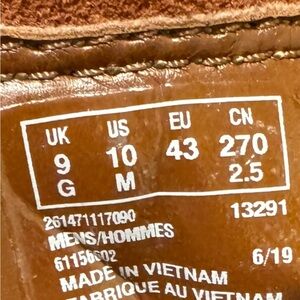 UK US EU CN
9 10 43 270
G M 2.5
261471117090 13291
MENS/HOMMES
6/19
MADE IN VIETNAM
FABRIQUE AU VIETNAM